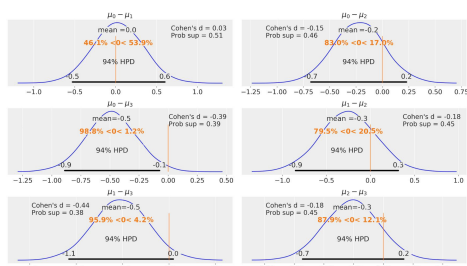 μ₀ − μ₁
mean =0.0
Cohen's d = 0.03
Prob sup = 0.51
46.1% <0< 53.9%
94% HPD
-0.5
0.6
−1.0 −0.5 0.0 0.5 1.0
μ₀ − μ₂
Cohen's d = -0.15
Prob sup = 0.46
mean =-0.2
83.0% <0< 17.0%
94% HPD
-0.7
0.2
−1.25 −1.00 −0.75 −0.50 −0.25 0.00 0.25 0.50 0.75
μ₀ − μ₃
mean=-0.5
Cohen's d = -0.39
Prob sup = 0.39
98.8% <0< 1.2%
94% HPD
-0.9
-0.1
−1.25 −1.00 −0.75 −0.50 −0.25 0.00 0.25 0.50
μ₁ − μ₂
mean=-0.3
Cohen's d = -0.18
Prob sup = 0.45
79.5% <0< 20.5%
94% HPD
-0.9
0.3
−1.0 −0.5 0.0 0.5 1.0
μ₁ − μ₃
Cohen's d = -0.44
Prob sup = 0.38
mean=-0.5
95.9% <0< 4.2%
94% HPD
-1.1
0.0
μ₂ − μ₃
Cohen's d = -0.18
Prob sup = 0.45
mean=-0.3
87.9% <0< 12.1%
94% HPD
-0.7
0.2